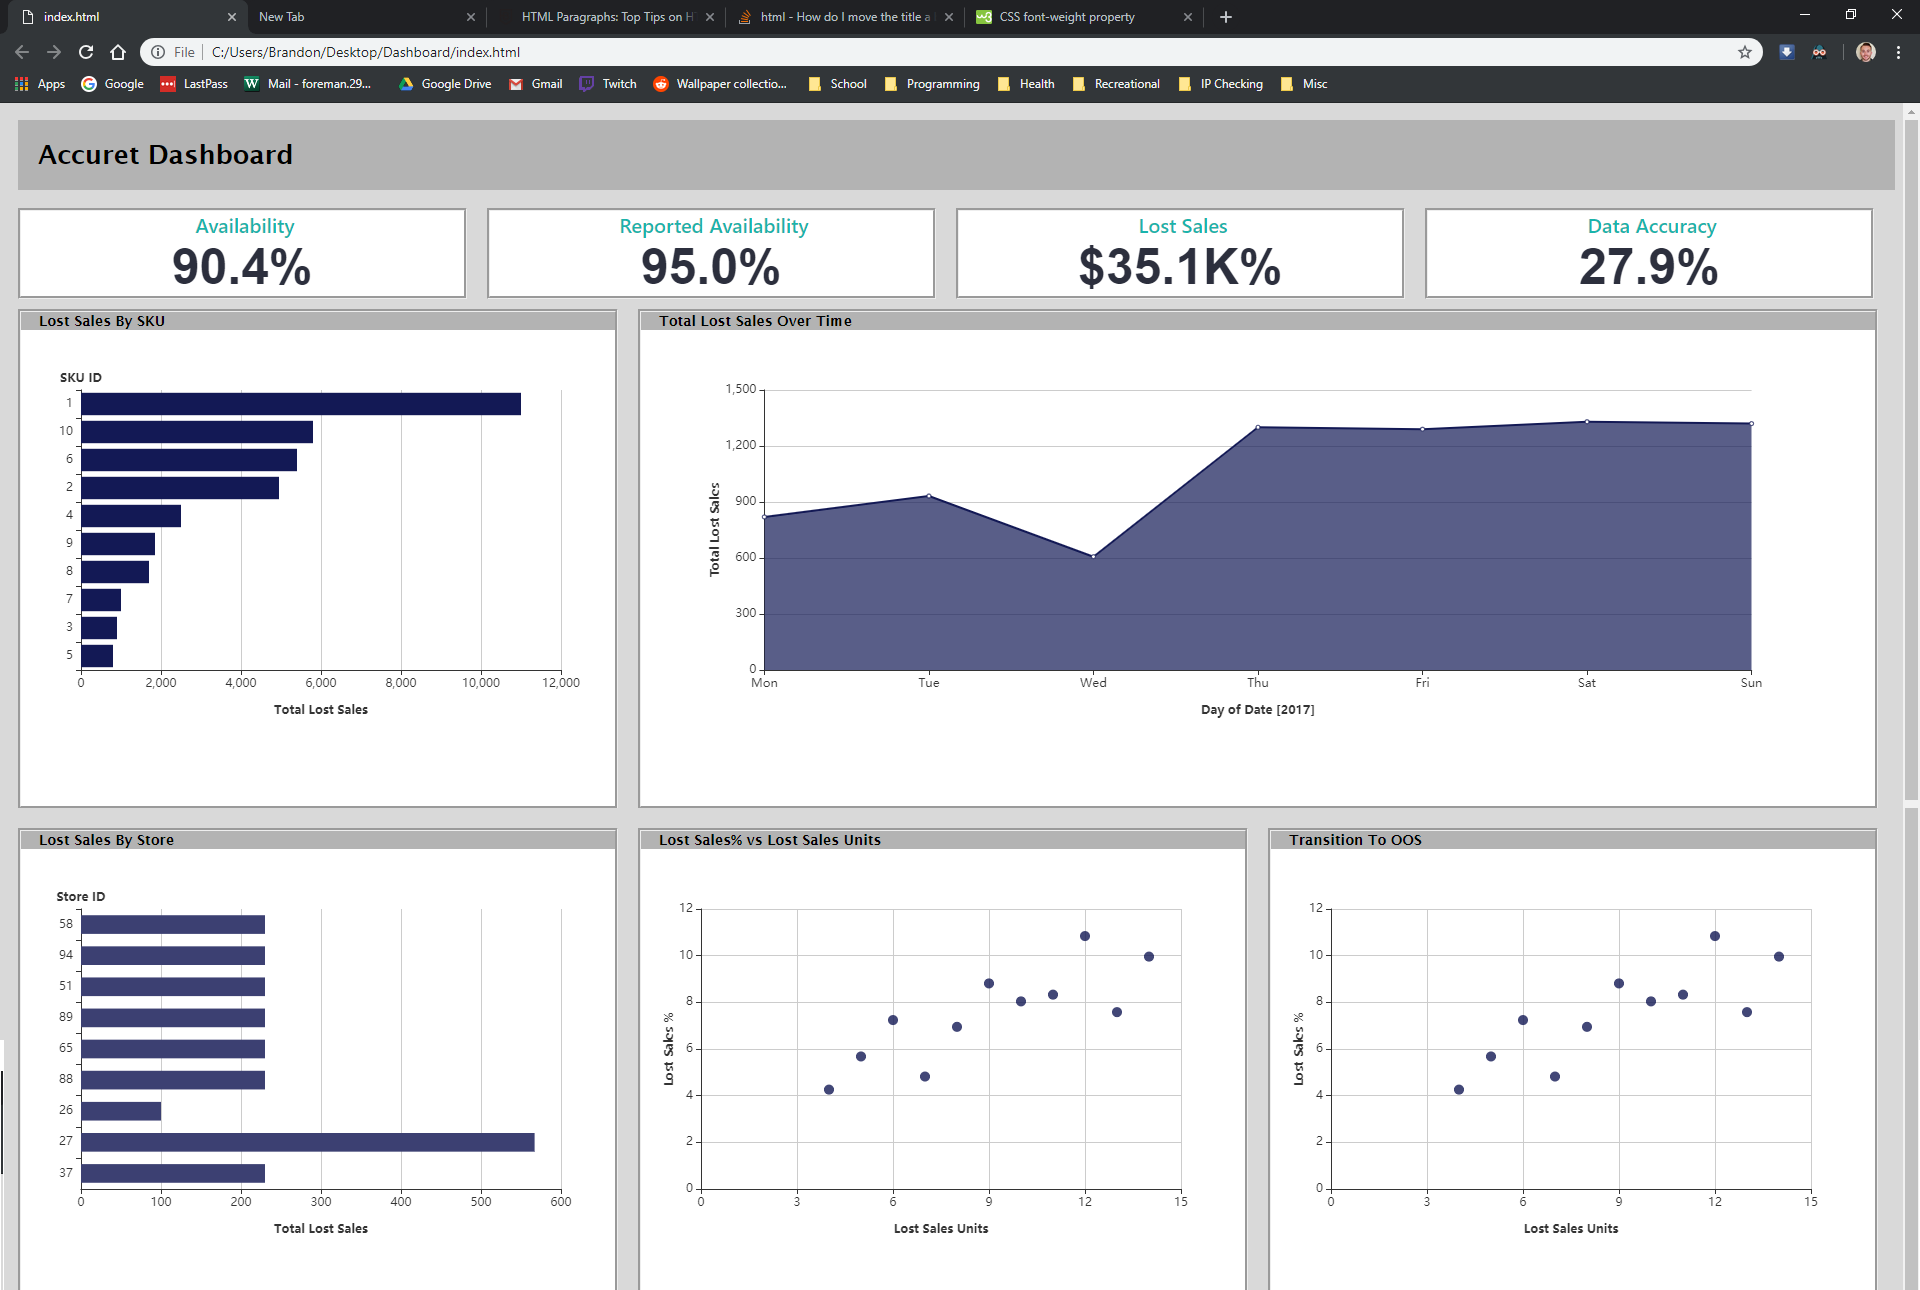 index.html
New Tab
HTML Paragraphs: Top Tips on H
html - How do I move the title a
CSS font-weight property
File
C:/Users/Brandon/Desktop/Dashboard/index.html
Apps
Google
LastPass
Mail - foreman.29...
Google Drive
Gmail
Twitch
Wallpaper collectio...
School
Programming
Health
Recreational
IP Checking
Misc
Accuret Dashboard
Availability
90.4%
Reported Availability
95.0%
Lost Sales
$35.1K%
Data Accuracy
27.9%
Lost Sales By SKU
SKU ID
1
10
6
2
4
9
8
7
3
5
0 2,000 4,000 6,000 8,000 10,000 12,000
Total Lost Sales
Total Lost Sales Over Time
Total Lost Sales
1,500
1,200
900
600
300
0
Mon Tue Wed Thu Fri Sat Sun
Day of Date [2017]
Lost Sales By Store
Store ID
58
94
51
89
65
88
26
27
37
0 100 200 300 400 500 600
Total Lost Sales
Lost Sales% vs Lost Sales Units
Lost Sales %
12
10
8
6
4
2
0
0 3 6 9 12 15
Lost Sales Units
Transition To OOS
Lost Sales %
12
10
8
6
4
2
0
0 3 6 9 12 15
Lost Sales Units